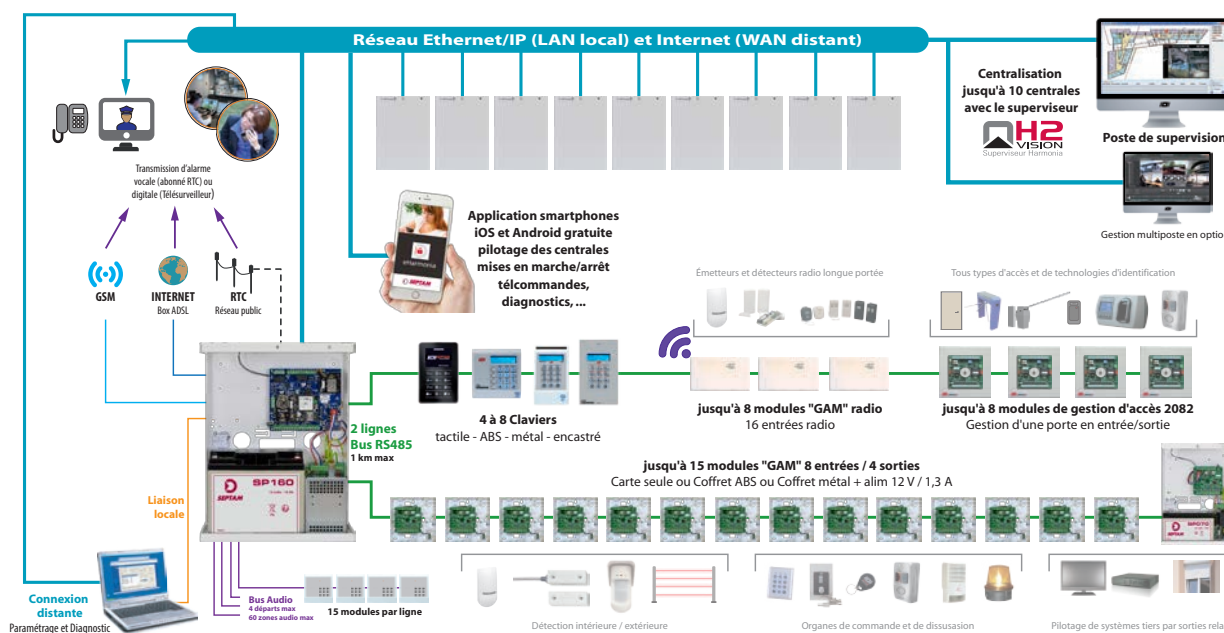 Réseau Ethernet/IP (LAN local) et Internet (WAN distant)
Centralisation
jusqu'à 10 centrales
avec le superviseur
H2
VISION
Superviseur Harmonia
Poste de supervision
Gestion multiposte en optio
Transmission d'alarme
vocale (abonné RTC) ou
digitale (Télésurveilleur)
GSM
INTERNET
Box ADSL
RTC
Réseau public
Application smartphones
iOS et Android gratuite
pilotage des centrales
mises en marche/arrêt
télcommandes,
diagnostics, ...
eHarmonia
SEPTAM
Émetteurs et détecteurs radio longue portée
Tous types d'accès et de technologies d'identification
4 à 8 Claviers
tactile - ABS - métal - encastré
jusqu'à 8 modules "GAM" radio
16 entrées radio
jusqu'à 8 modules de gestion d'accès 2082
Gestion d'une porte en entrée/sortie
2 lignes
Bus RS485
1 km max
jusqu'à 15 modules "GAM" 8 entrées / 4 sorties
Carte seule ou Coffret ABS ou Coffret métal + alim 12 V / 1,3 A
SP160
SEPTAM
Liaison
locale
Connexion
distante
Paramétrage et Diagnostic
Bus Audio
4 départs max
60 zones audio max
15 modules par ligne
Détection intérieure / extérieure
Organes de commande et de dissusasion
Pilotage de systèmes tiers par sorties rela